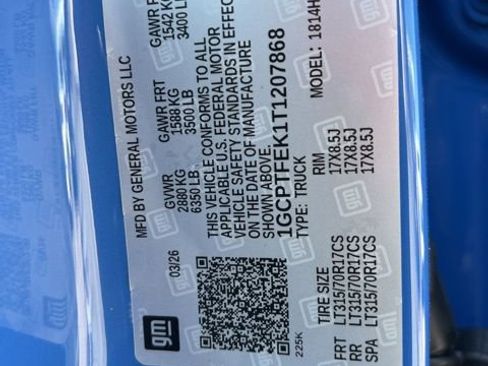 MFD BY GENERAL MOTORS LLC
03/26
GVWR
2880 KG
6350 LB
GAWR FRT
1588 KG
3500 LB
GAWR
1542 KG
3400
THIS VEHICLE CONFORMS TO ALL
APPLICABLE U.S. FEDERAL MOTOR
VEHICLE SAFETY STANDARDS IN EFFECT
ON THE DATE OF MANUFACTURE
SHOWN ABOVE.
1GCPTFEK1T1207868
TYPE: TRUCK
MODEL: 1814
TIRE SIZE
RIM
FRT LT315/70R17CS 17X8.5J
RR LT315/70R17CS 17X8.5J
SPA LT315/70R17CS 17X8.5J
gm
225K